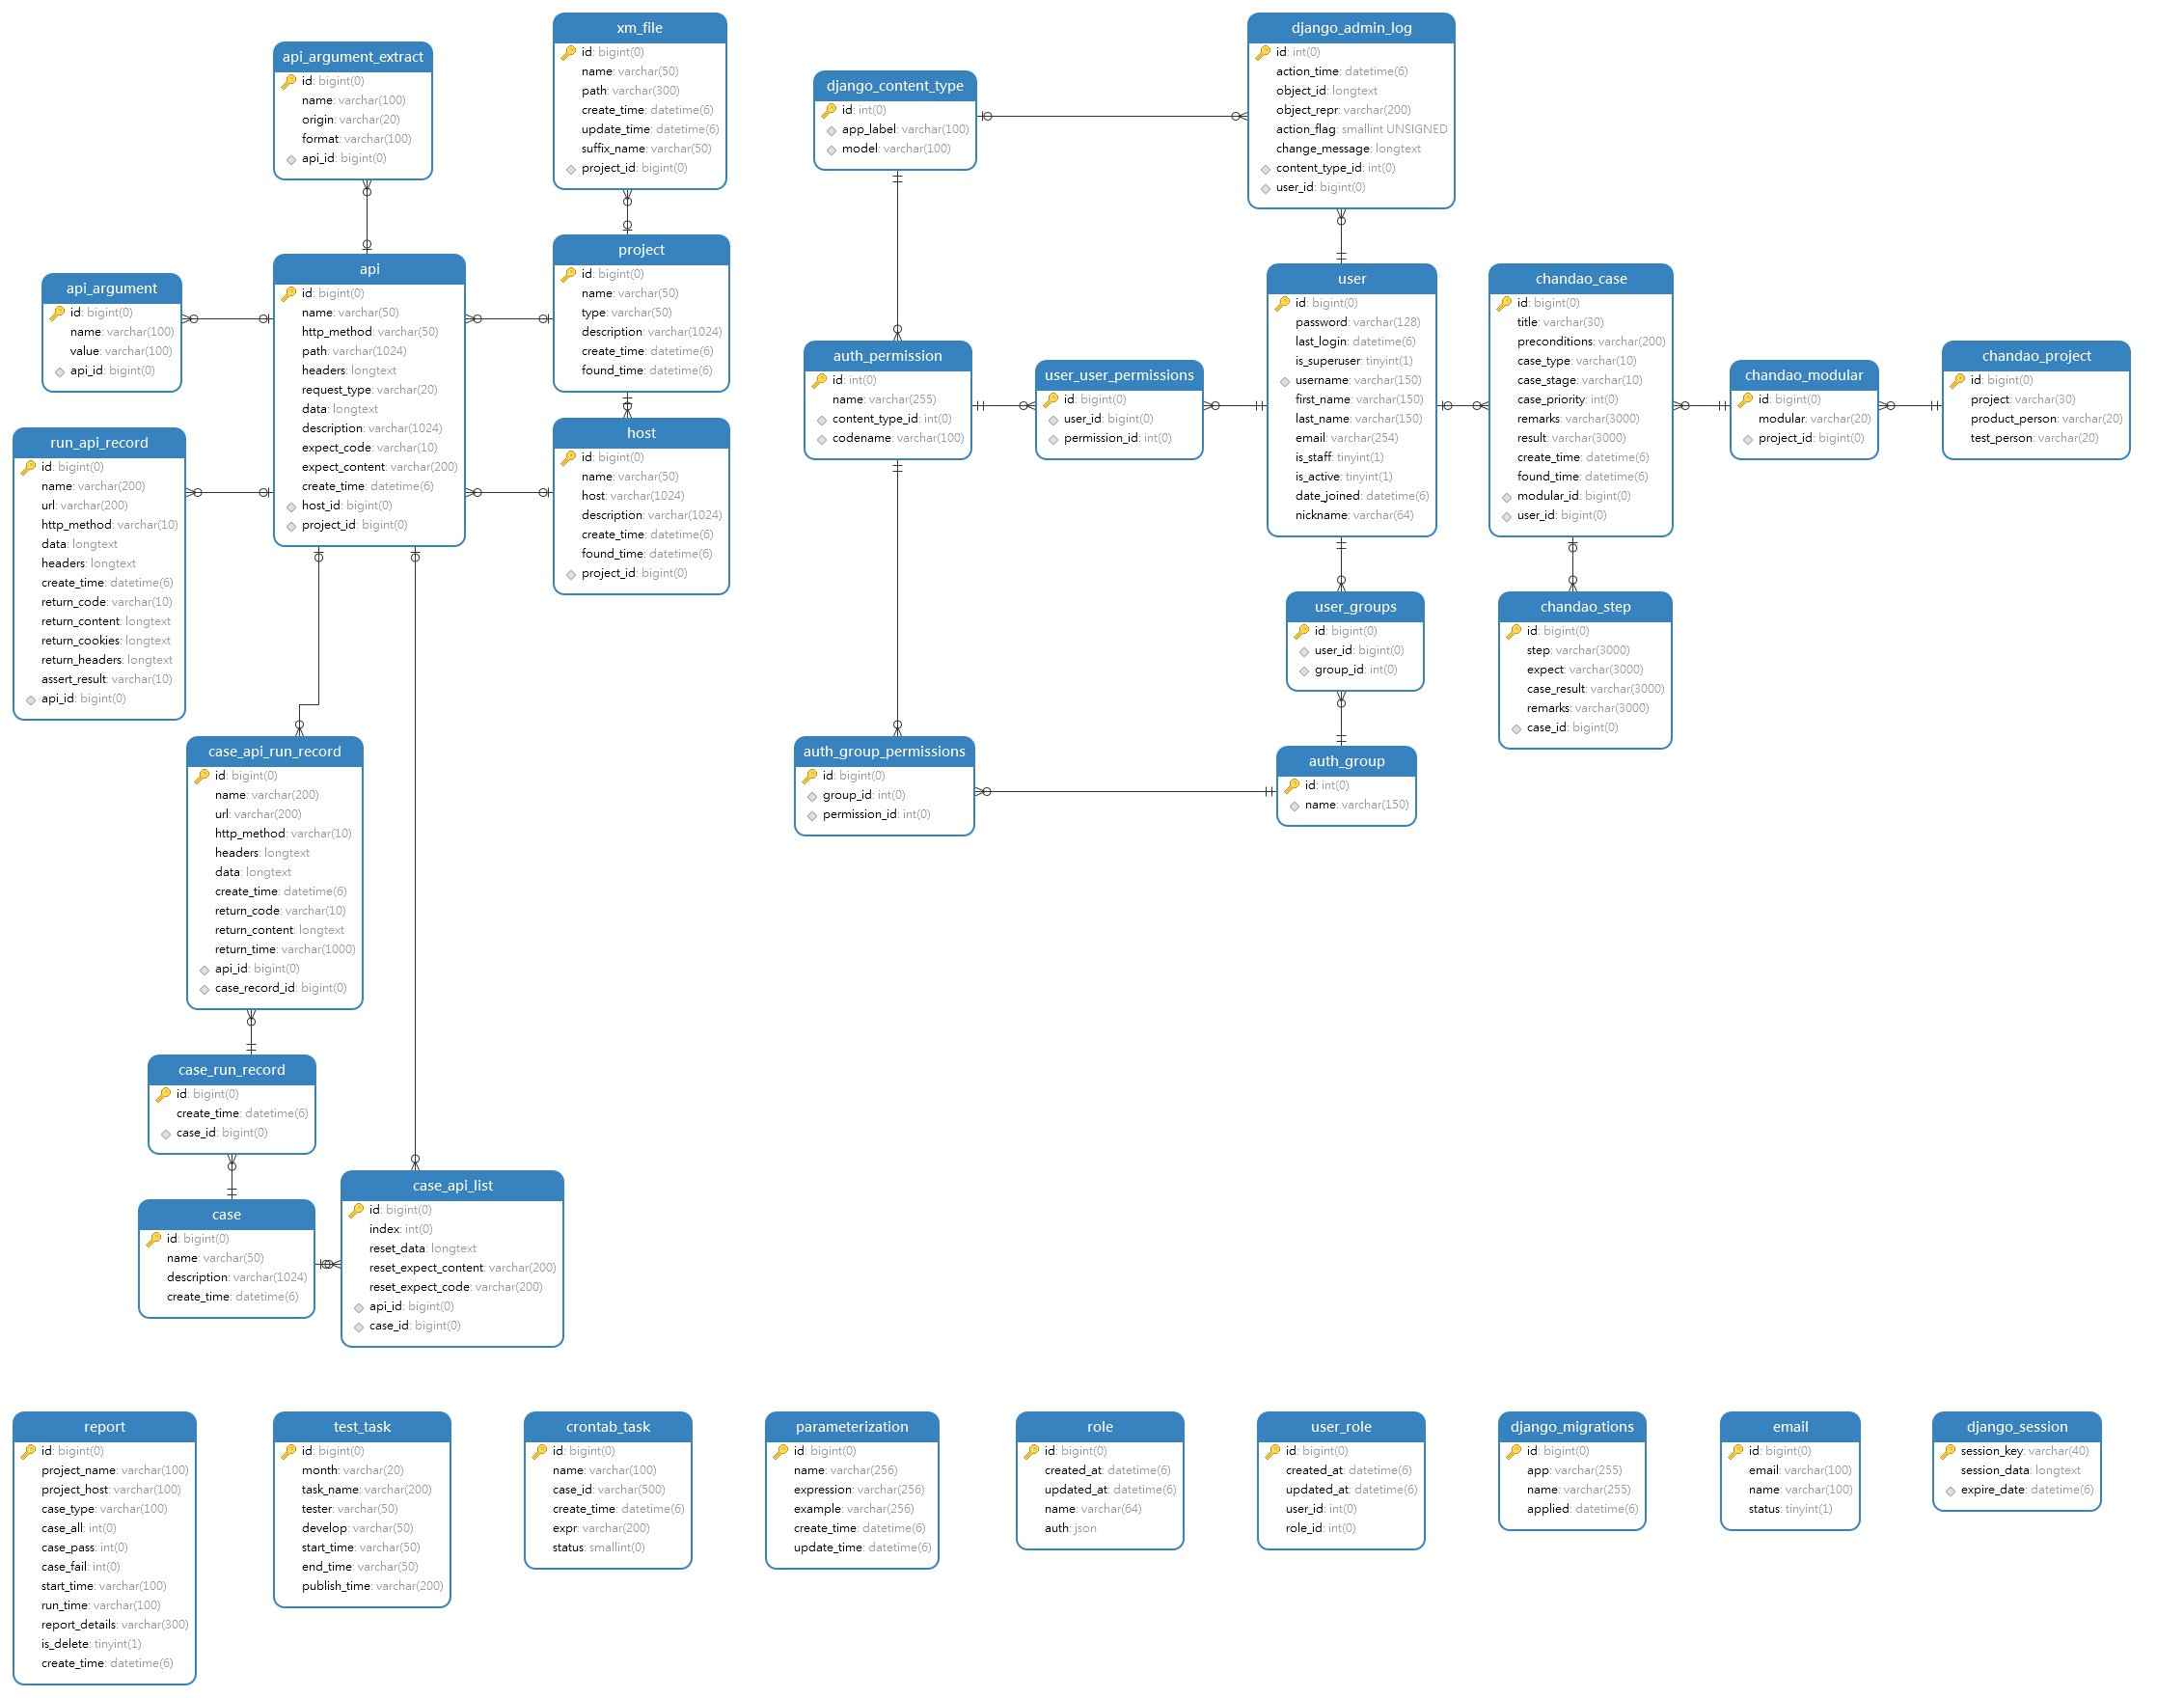 xm_file
id: bigint(0)
name: varchar(50)
path: varchar(300)
create_time: datetime(6)
update_time: datetime(6)
suffix_name: varchar(50)
project_id: bigint(0)
django_admin_log
id: int(0)
action_time: datetime(6)
object_id: longtext
object_repr: varchar(200)
action_flag: smallint UNSIGNED
change_message: longtext
content_type_id: int(0)
user_id: bigint(0)
api_argument_extract
id: bigint(0)
name: varchar(100)
origin: varchar(20)
format: varchar(100)
api_id: bigint(0)
django_content_type
id: int(0)
app_label: varchar(100)
model: varchar(100)
project
id: bigint(0)
name: varchar(50)
type: varchar(50)
description: varchar(1024)
create_time: datetime(6)
found_time: datetime(6)
api
id: bigint(0)
name: varchar(50)
http_method: varchar(50)
path: varchar(1024)
headers: longtext
request_type: varchar(20)
data: longtext
description: varchar(1024)
expect_code: varchar(10)
expect_content: varchar(200)
create_time: datetime(6)
host_id: bigint(0)
project_id: bigint(0)
api_argument
id: bigint(0)
name: varchar(100)
value: varchar(100)
api_id: bigint(0)
user
id: bigint(0)
password: varchar(128)
last_login: datetime(6)
is_superuser: tinyint(1)
username: varchar(150)
first_name: varchar(150)
last_name: varchar(150)
email: varchar(254)
is_staff: tinyint(1)
is_active: tinyint(1)
date_joined: datetime(6)
nickname: varchar(64)
chandao_case
id: bigint(0)
title: varchar(30)
preconditions: varchar(200)
case_type: varchar(10)
case_stage: varchar(10)
case_priority: int(0)
remarks: varchar(3000)
result: varchar(3000)
create_time: datetime(6)
found_time: datetime(6)
modular_id: bigint(0)
user_id: bigint(0)
auth_permission
id: int(0)
name: varchar(255)
content_type_id: int(0)
codename: varchar(100)
user_user_permissions
id: bigint(0)
user_id: bigint(0)
permission_id: int(0)
chandao_modular
id: bigint(0)
modular: varchar(20)
project_id: bigint(0)
chandao_project
id: bigint(0)
project: varchar(30)
product_person: varchar(20)
test_person: varchar(20)
run_api_record
id: bigint(0)
name: varchar(200)
url: varchar(200)
http_method: varchar(10)
data: longtext
headers: longtext
create_time: datetime(6)
return_code: varchar(10)
return_content: longtext
return_cookies: longtext
return_headers: longtext
assert_result: varchar(10)
api_id: bigint(0)
host
id: bigint(0)
name: varchar(50)
host: varchar(1024)
description: varchar(1024)
create_time: datetime(6)
found_time: datetime(6)
project_id: bigint(0)
user_groups
id: bigint(0)
user_id: bigint(0)
group_id: int(0)
chandao_step
id: bigint(0)
step: varchar(3000)
expect: varchar(3000)
case_result: varchar(3000)
remarks: varchar(3000)
case_id: bigint(0)
case_api_run_record
id: bigint(0)
name: varchar(200)
url: varchar(200)
http_method: varchar(10)
headers: longtext
data: longtext
create_time: datetime(6)
return_code: varchar(10)
return_content: longtext
return_time: varchar(1000)
api_id: bigint(0)
case_record_id: bigint(0)
auth_group_permissions
id: bigint(0)
group_id: int(0)
permission_id: int(0)
auth_group
id: int(0)
name: varchar(150)
case_run_record
id: bigint(0)
create_time: datetime(6)
case_id: bigint(0)
case
id: bigint(0)
name: varchar(50)
description: varchar(1024)
create_time: datetime(6)
case_api_list
id: bigint(0)
index: int(0)
reset_data: longtext
reset_expect_content: varchar(200)
reset_expect_code: varchar(200)
api_id: bigint(0)
case_id: bigint(0)
report
id: bigint(0)
project_name: varchar(100)
project_host: varchar(100)
case_type: varchar(100)
case_all: int(0)
case_pass: int(0)
case_fail: int(0)
start_time: varchar(100)
run_time: varchar(100)
report_details: varchar(300)
is_delete: tinyint(1)
create_time: datetime(6)
test_task
id: bigint(0)
month: varchar(20)
task_name: varchar(200)
tester: varchar(50)
develop: varchar(50)
start_time: varchar(50)
end_time: varchar(50)
publish_time: varchar(200)
crontab_task
id: bigint(0)
name: varchar(100)
case_id: varchar(500)
create_time: datetime(6)
expr: varchar(200)
status: smallint(0)
parameterization
id: bigint(0)
name: varchar(256)
expression: varchar(256)
example: varchar(256)
create_time: datetime(6)
update_time: datetime(6)
role
id: bigint(0)
created_at: datetime(6)
updated_at: datetime(6)
name: varchar(64)
auth: json
user_role
id: bigint(0)
created_at: datetime(6)
updated_at: datetime(6)
user_id: int(0)
role_id: int(0)
django_migrations
id: bigint(0)
app: varchar(255)
name: varchar(255)
applied: datetime(6)
email
id: bigint(0)
email: varchar(100)
name: varchar(100)
status: tinyint(1)
django_session
session_key: varchar(40)
session_data: longtext
expire_date: datetime(6)